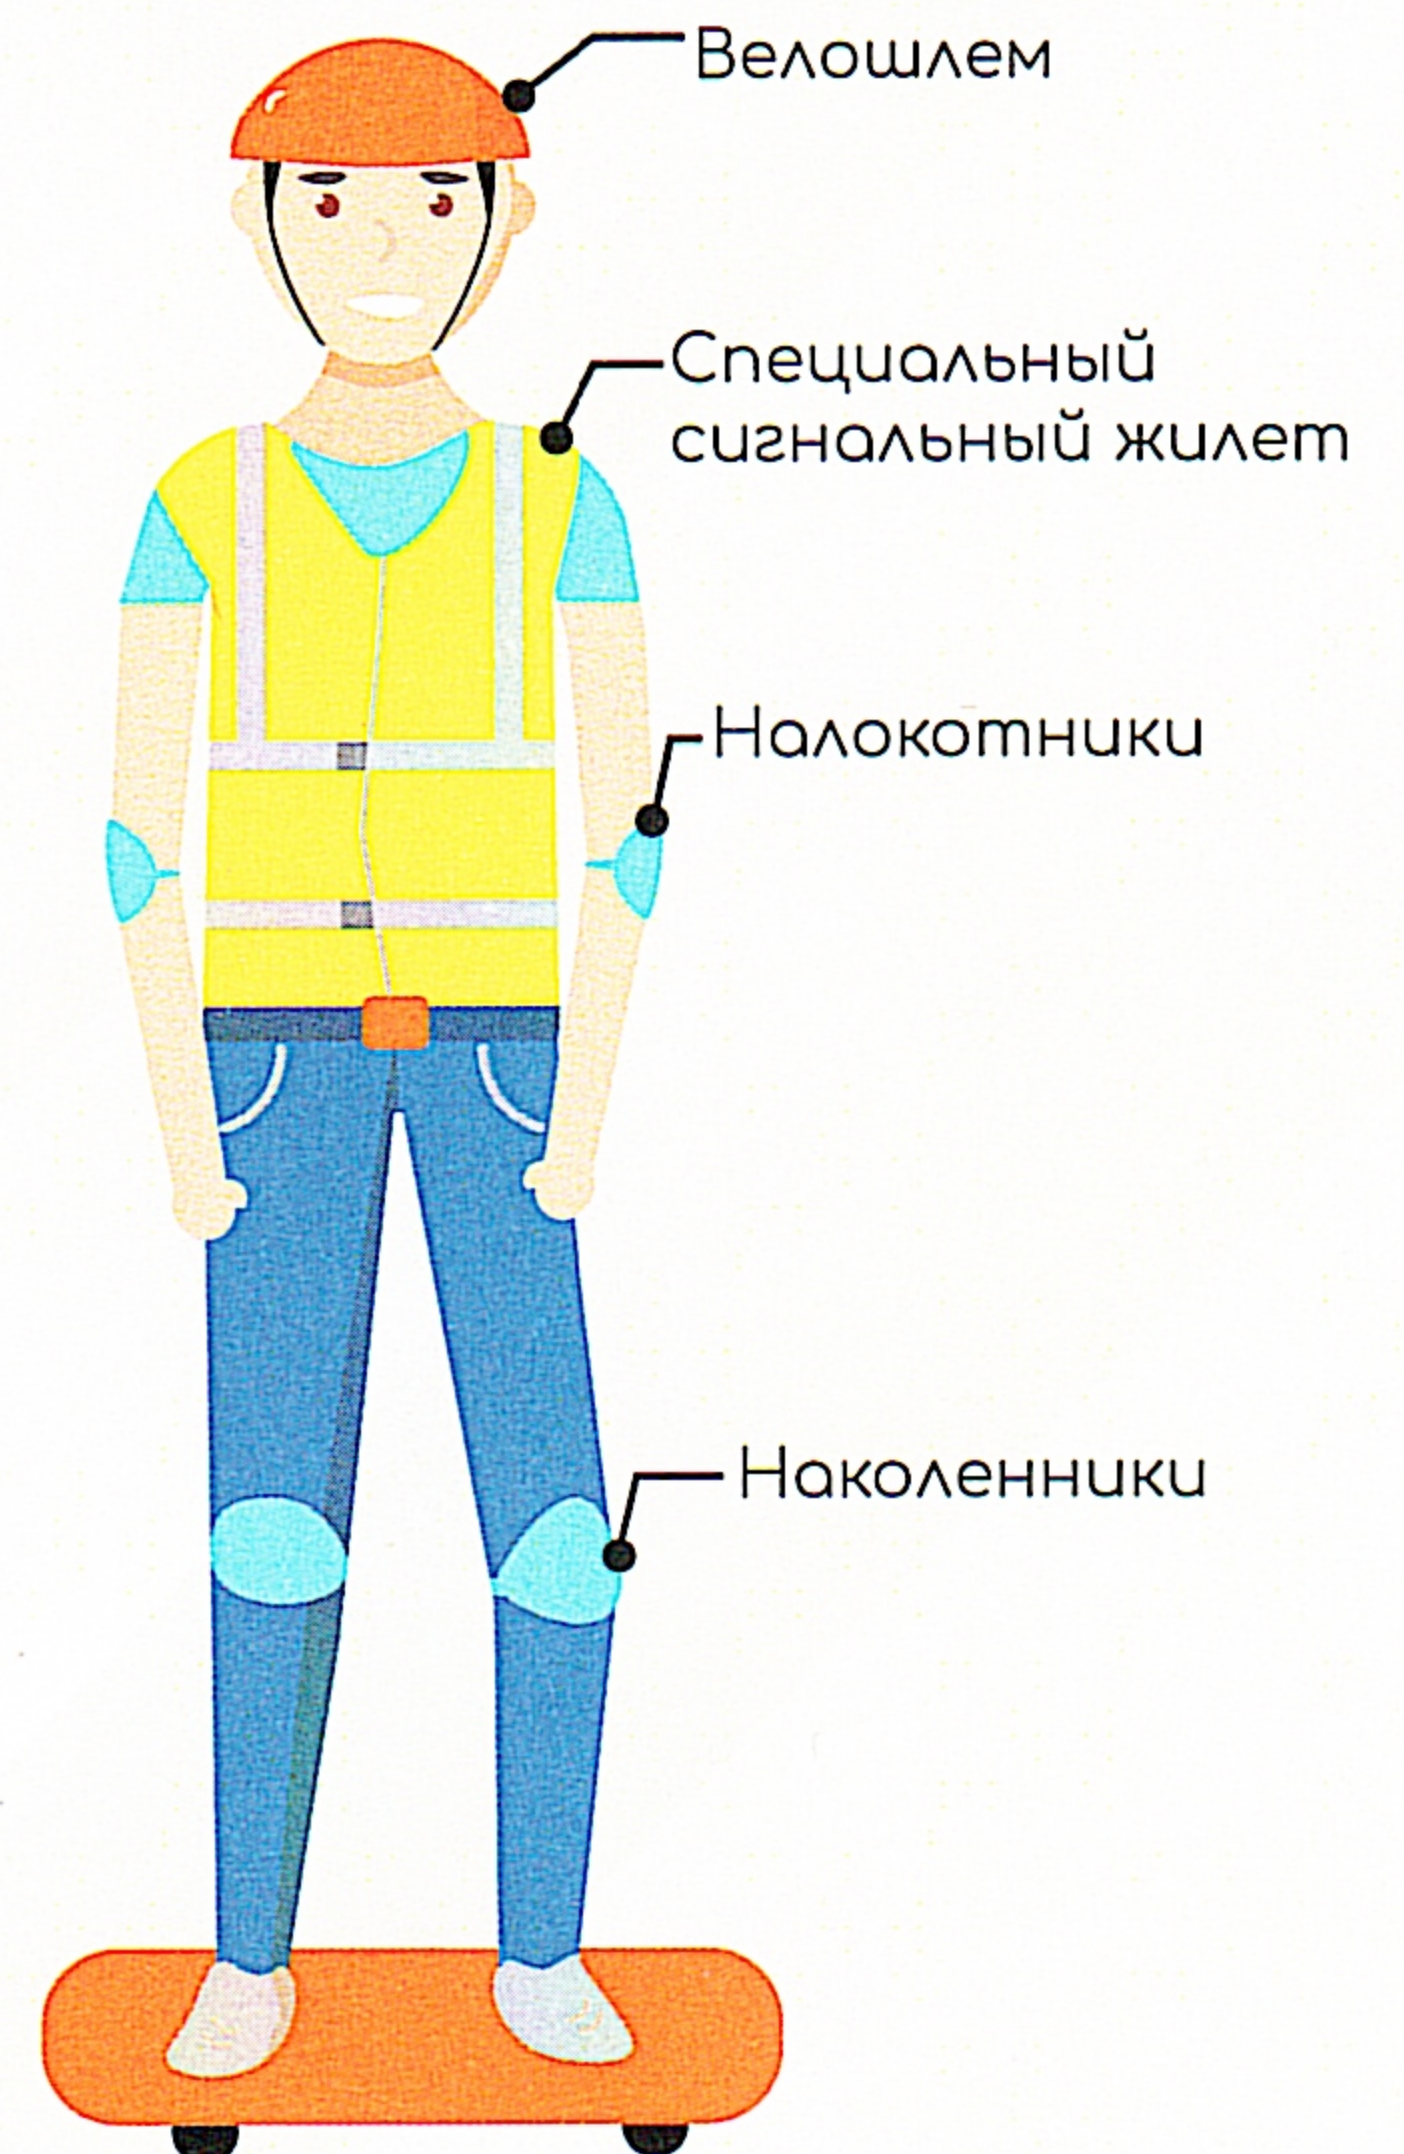 Велошлем
Специальный
сигнальный жилет
Налокотники
Наколенники